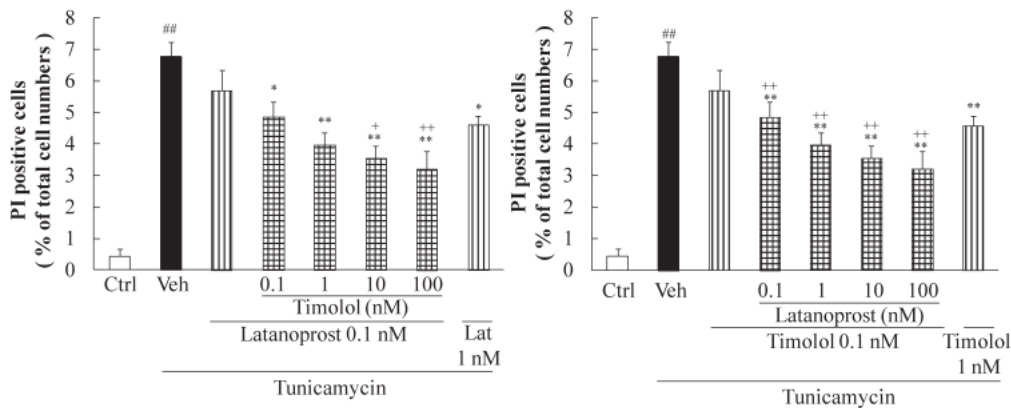 PI positive cells
( % of total cell numbers )
8
7
6
5
4
3
2
1
0
##
*
**
+
**
++
**
*
Ctrl
Veh
0.1
1
10
100
Timolol (nM)
Latanoprost 0.1 nM
Lat
1 nM
Tunicamycin
PI positive cells
( % of total cell numbers )
8
7
6
5
4
3
2
1
0
##
++
**
++
**
++
**
++
**
**
Ctrl
Veh
0.1
1
10
100
Latanoprost (nM)
Timolol 0.1 nM
Timolol
1 nM
Tunicamycin